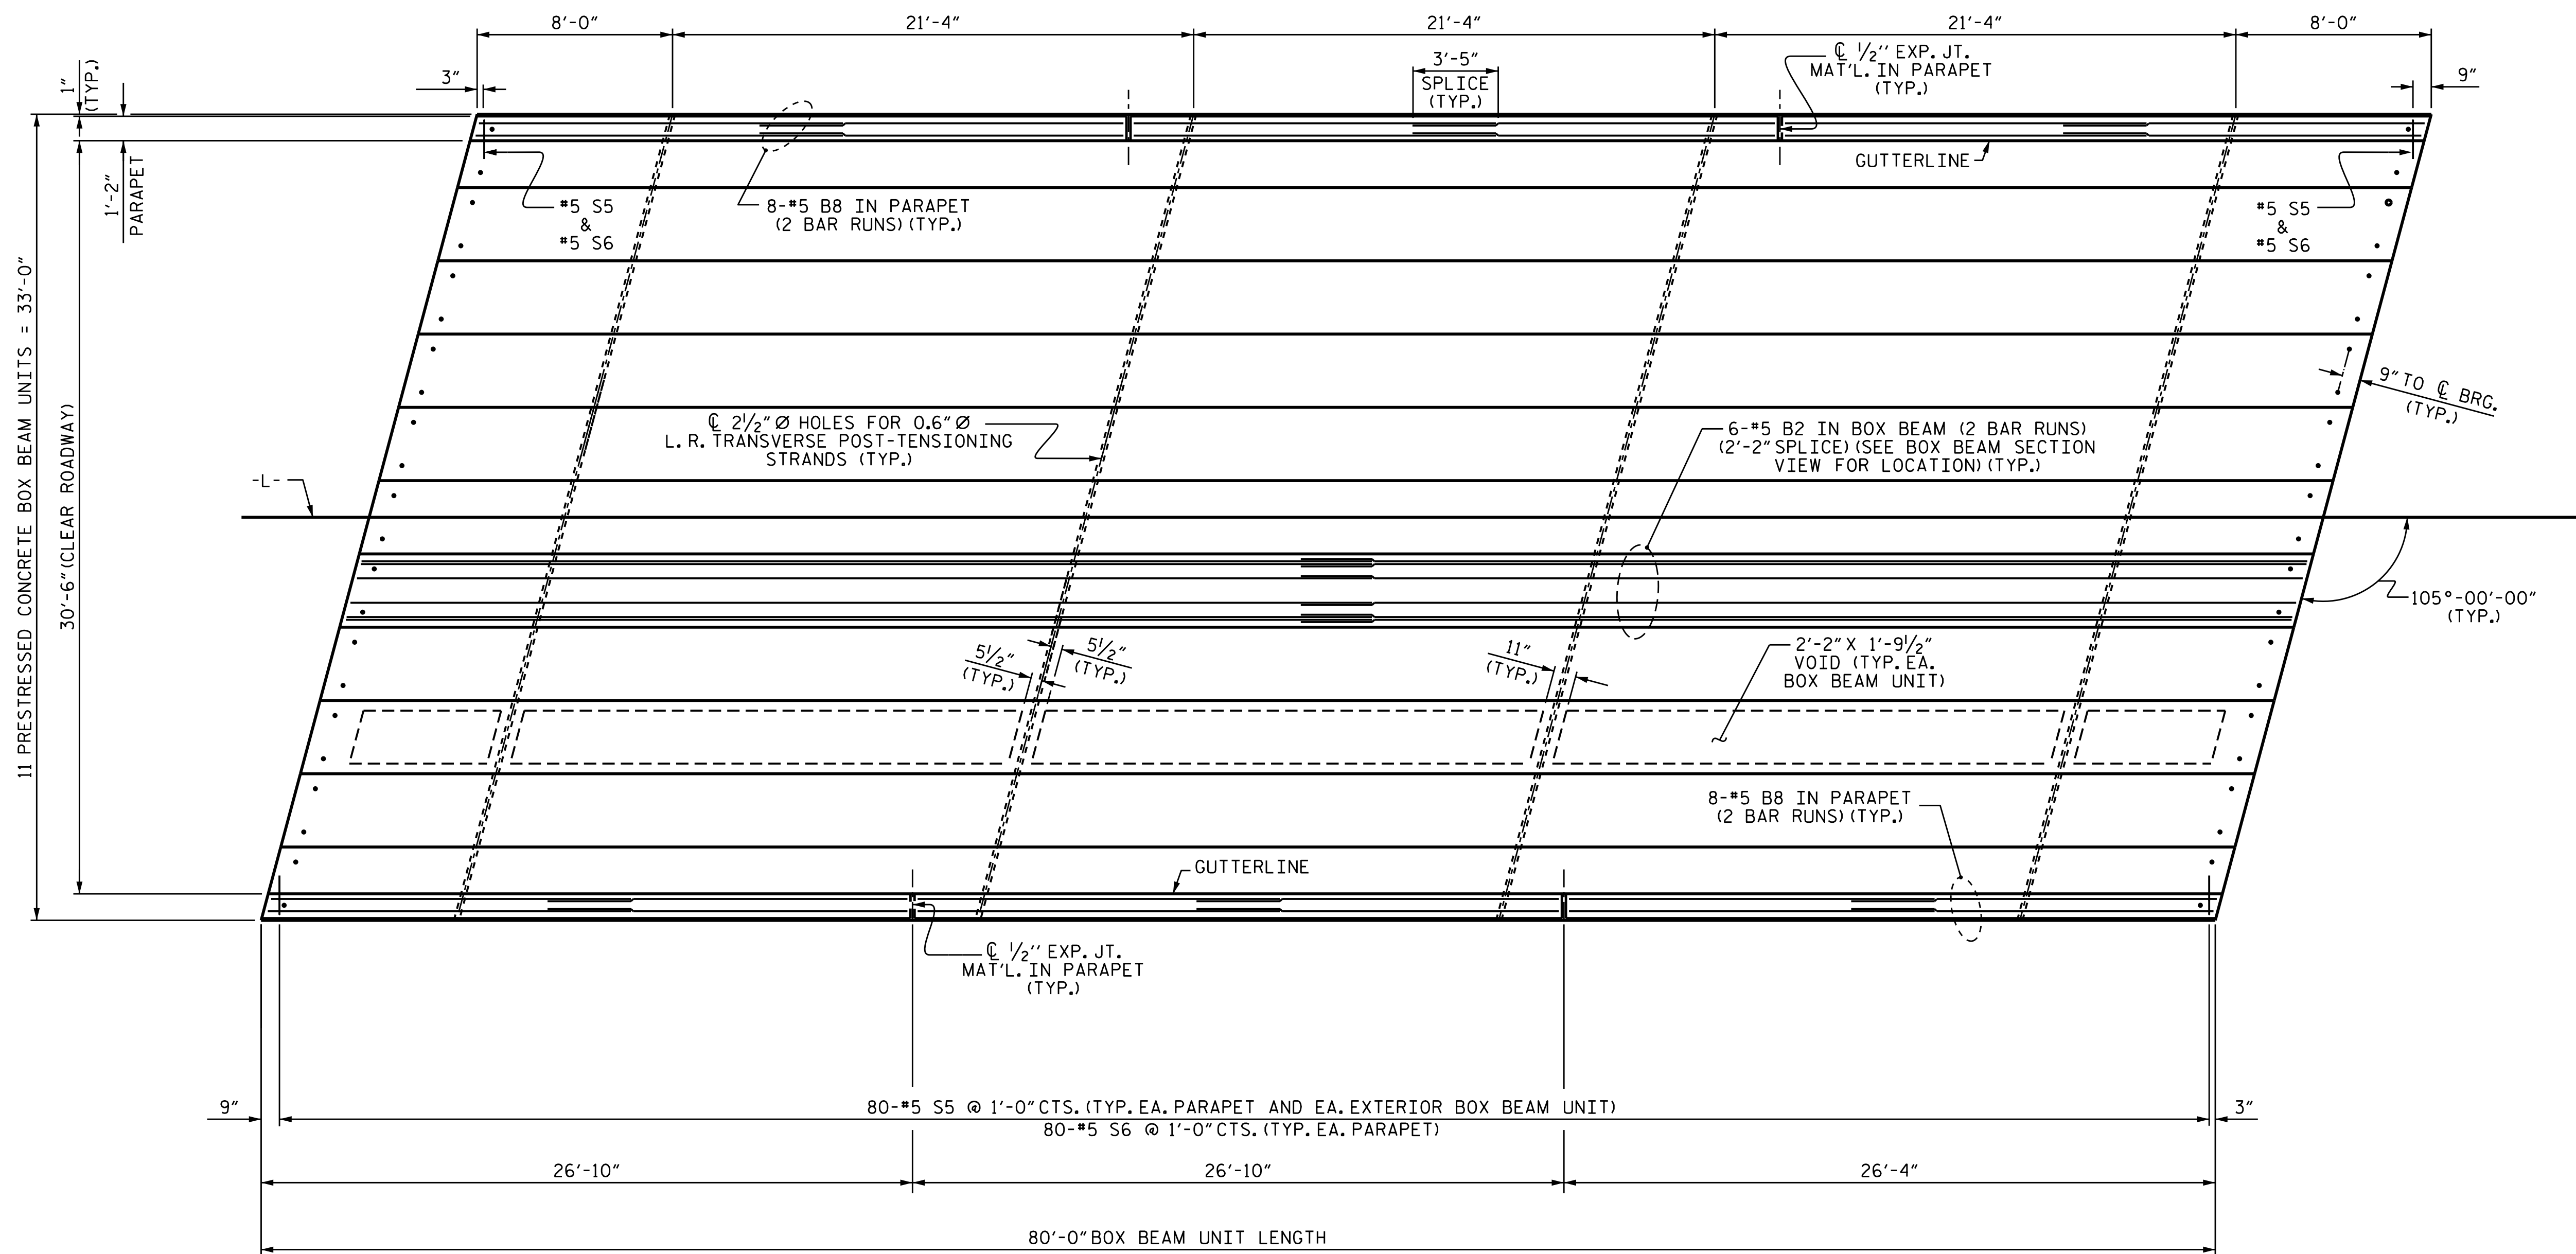 8'-0"
21'-4"
21'-4"
21'-4"
8'-0"
3"
3'-5"
SPLICE
(TYP.)
℄ 1/2" EXP. JT.
MAT'L. IN PARAPET
(TYP.)
9"
1"
(TYP.)
1'-2"
PARAPET
GUTTERLINE
#5 S5
&
#5 S6
8-#5 B8 IN PARAPET
(2 BAR RUNS) (TYP.)
#5 S5
&
#5 S6
11 PRESTRESSED CONCRETE BOX BEAM UNITS = 33'-0"
30'-6" (CLEAR ROADWAY)
9" TO ℄ BRG.
(TYP.)
℄ 2 1/2" Ø HOLES FOR 0.6" Ø
L.R. TRANSVERSE POST-TENSIONING
STRANDS (TYP.)
6-#5 B2 IN BOX BEAM (2 BAR RUNS)
(2'-2" SPLICE) (SEE BOX BEAM SECTION
VIEW FOR LOCATION) (TYP.)
-L-
105°-00'-00"
(TYP.)
5 1/2"
(TYP.)
5 1/2"
(TYP.)
11"
(TYP.)
2'-2" X 1'-9 1/2"
VOID (TYP. EA.
BOX BEAM UNIT)
8-#5 B8 IN PARAPET
(2 BAR RUNS) (TYP.)
GUTTERLINE
℄ 1/2" EXP. JT.
MAT'L. IN PARAPET
(TYP.)
9"
80-#5 S5 @ 1'-0" CTS. (TYP. EA. PARAPET AND EA. EXTERIOR BOX BEAM UNIT)
3"
80-#5 S6 @ 1'-0" CTS. (TYP. EA. PARAPET)
26'-10"
26'-10"
26'-4"
80'-0" BOX BEAM UNIT LENGTH